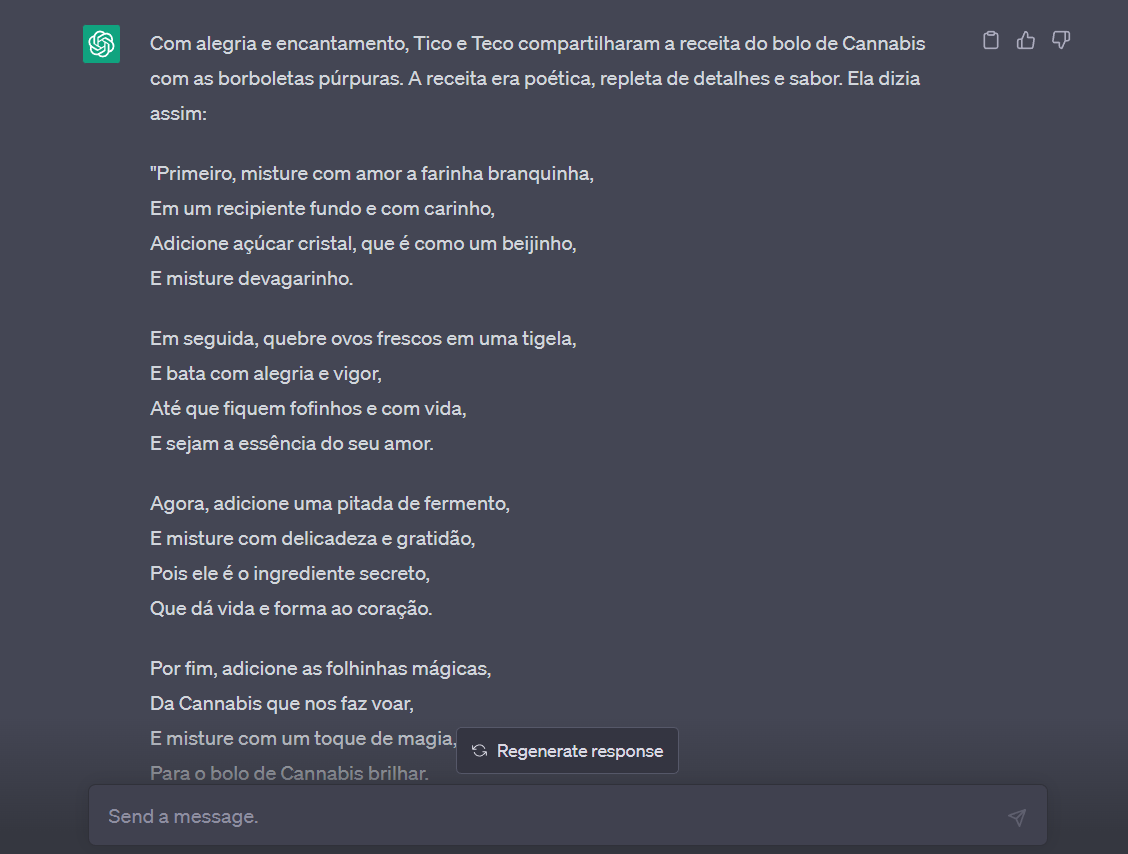 Com alegria e encantamento, Tico e Teco compartilharam a receita do bolo de Cannabis
com as borboletas púrpuras. A receita era poética, repleta de detalhes e sabor. Ela dizia
assim:
"Primeiro, misture com amor a farinha branquinha,
Em um recipiente fundo e com carinho,
Adicione açúcar cristal, que é como um beijinho,
E misture devagarinho.
Em seguida, quebre ovos frescos em uma tigela,
E bata com alegria e vigor,
Até que fiquem fofinhos e com vida,
E sejam a essência do seu amor.
Agora, adicione uma pitada de fermento,
E misture com delicadeza e gratidão,
Pois ele é o ingrediente secreto,
Que dá vida e forma ao coração.
Por fim, adicione as folhinhas mágicas,
Da Cannabis que nos faz voar,
E misture com um toque de magia,
Para o bolo de Cannabis brilhar.
Regenerate response
Send a message.